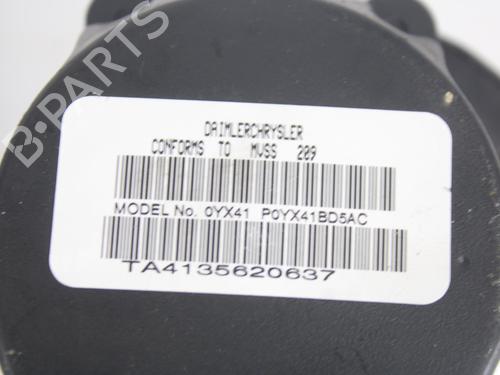 DAIMLERCHRYSLER
CONFORMS TO MVSS 209
MODEL No. 0YX41 P0YX41BD5AC
TA4135620637
B-PARTS